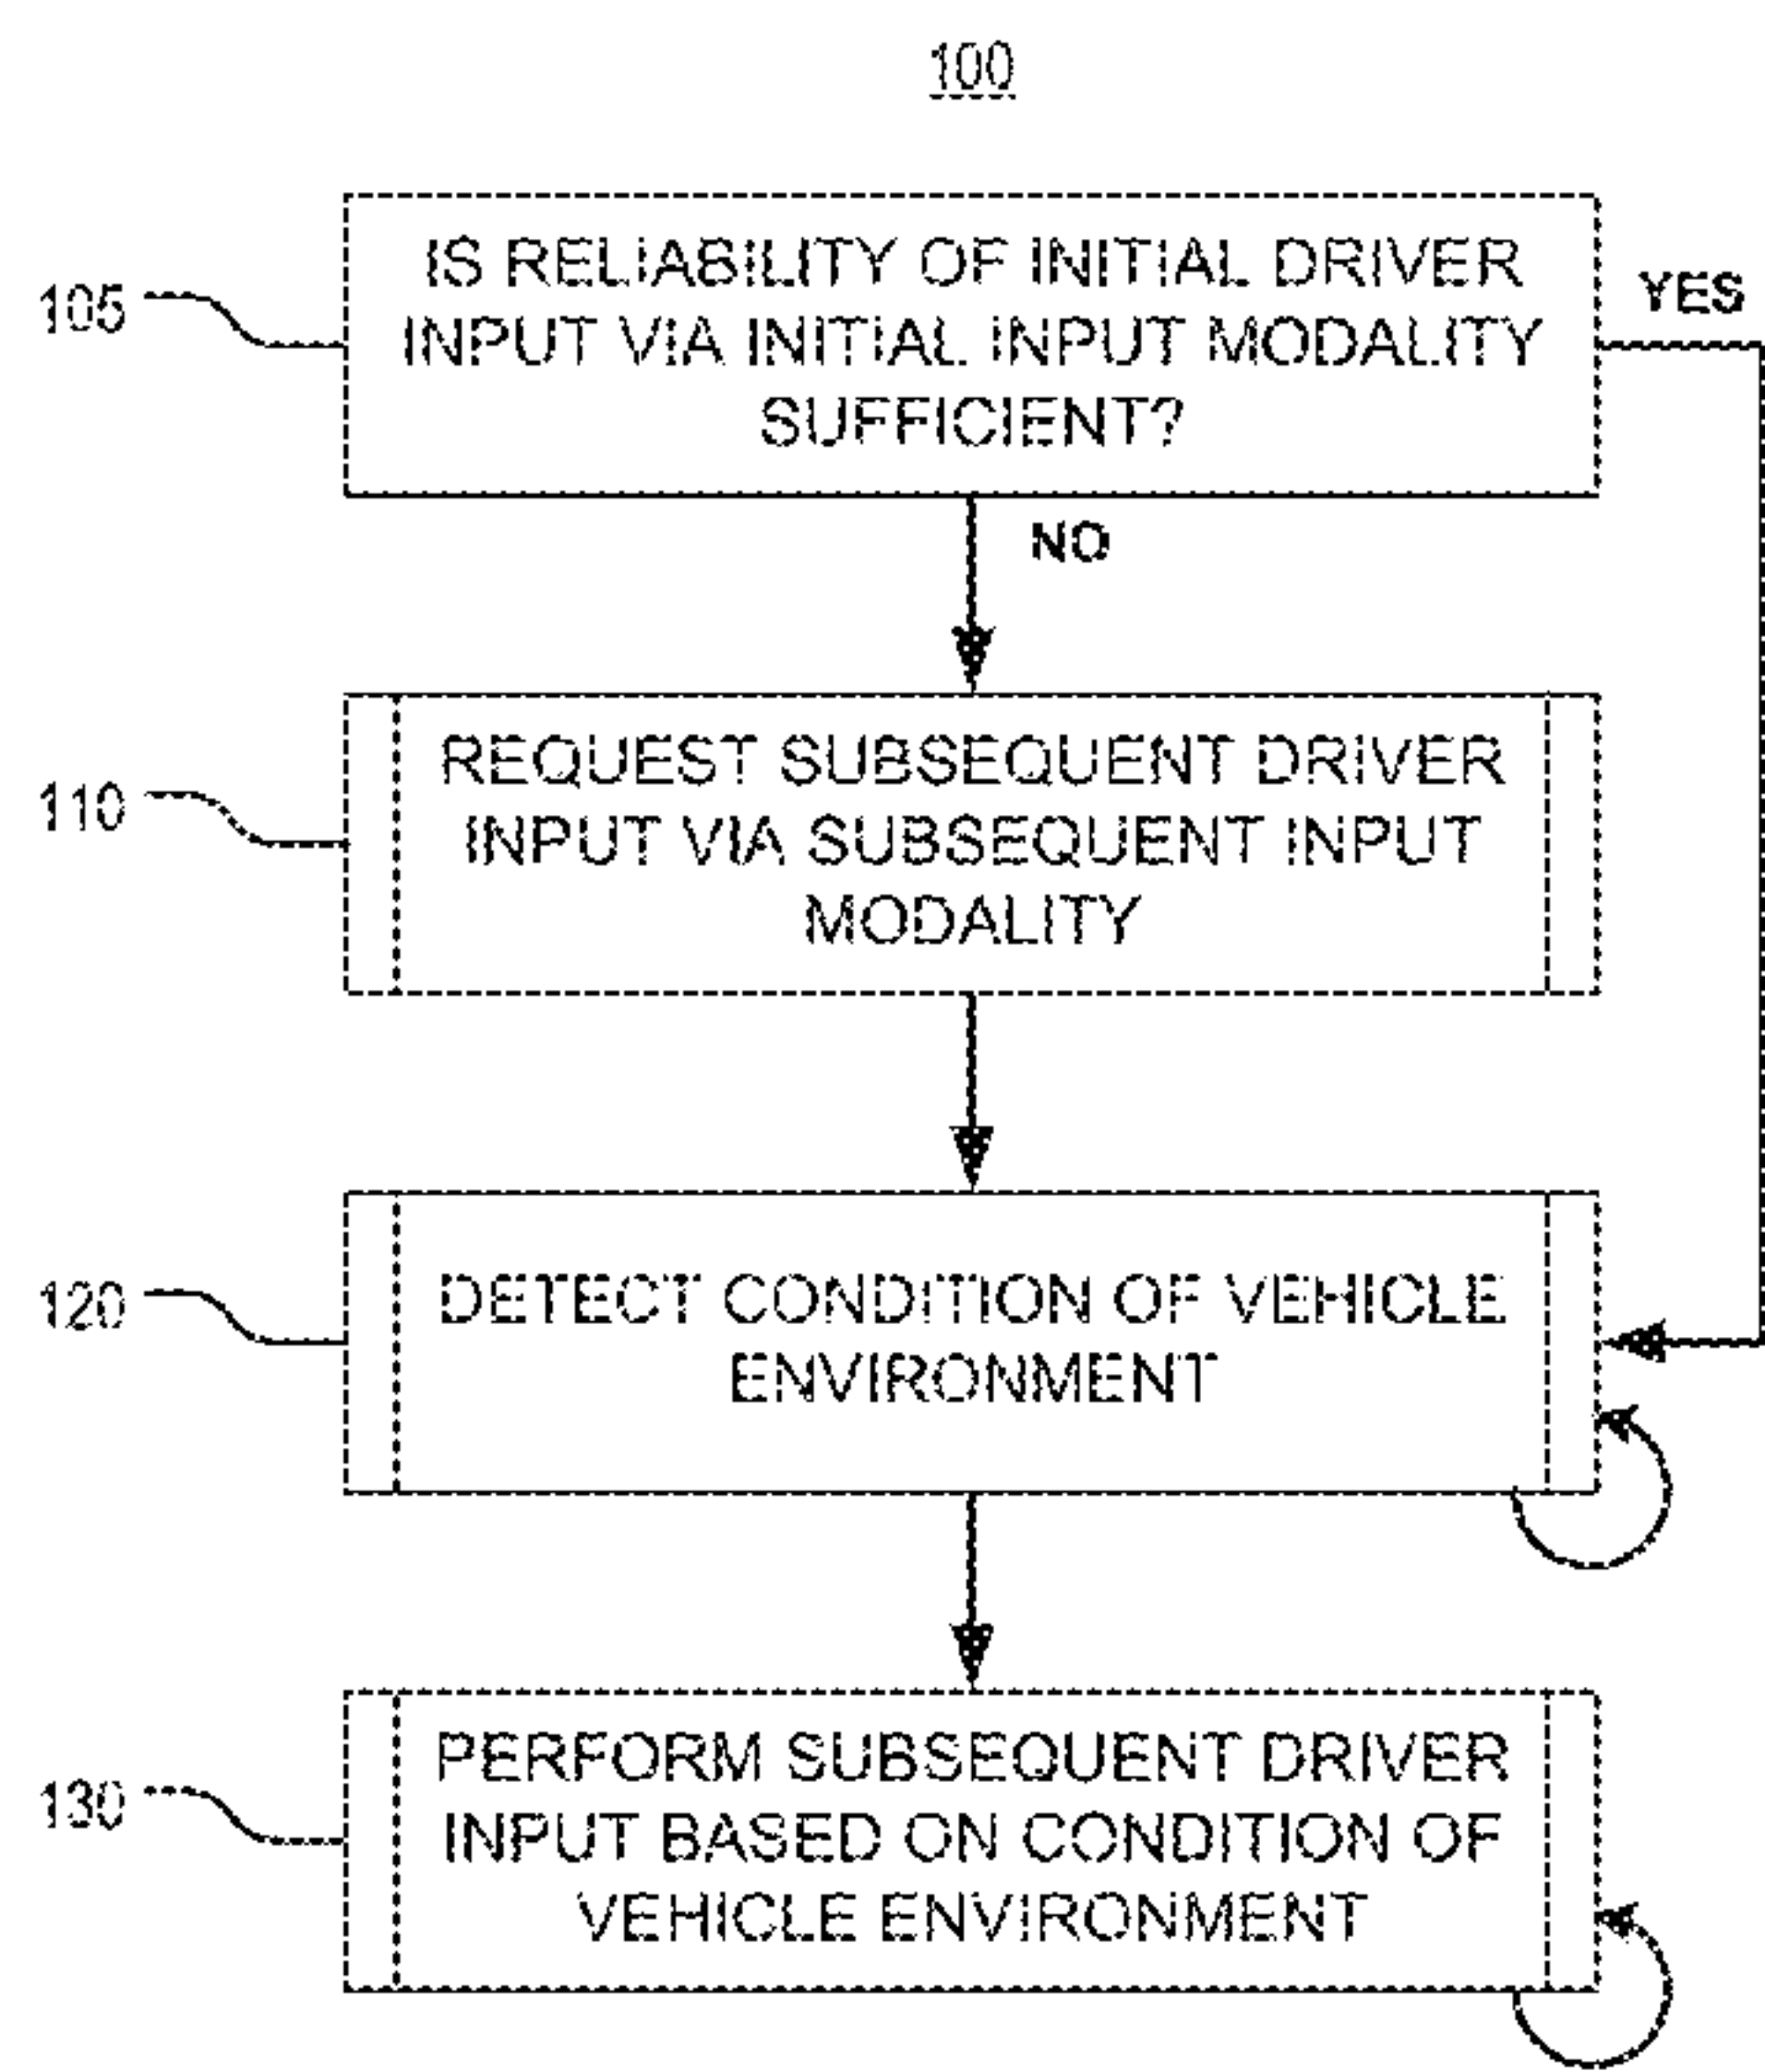 100
105
IS RELIABILITY OF INITIAL DRIVER
INPUT VIA INITIAL INPUT MODALITY
SUFFICIENT?
YES
NO
110
REQUEST SUBSEQUENT DRIVER
INPUT VIA SUBSEQUENT INPUT
MODALITY
120
DETECT CONDITION OF VEHICLE
ENVIRONMENT
130
PERFORM SUBSEQUENT DRIVER
INPUT BASED ON CONDITION OF
VEHICLE ENVIRONMENT